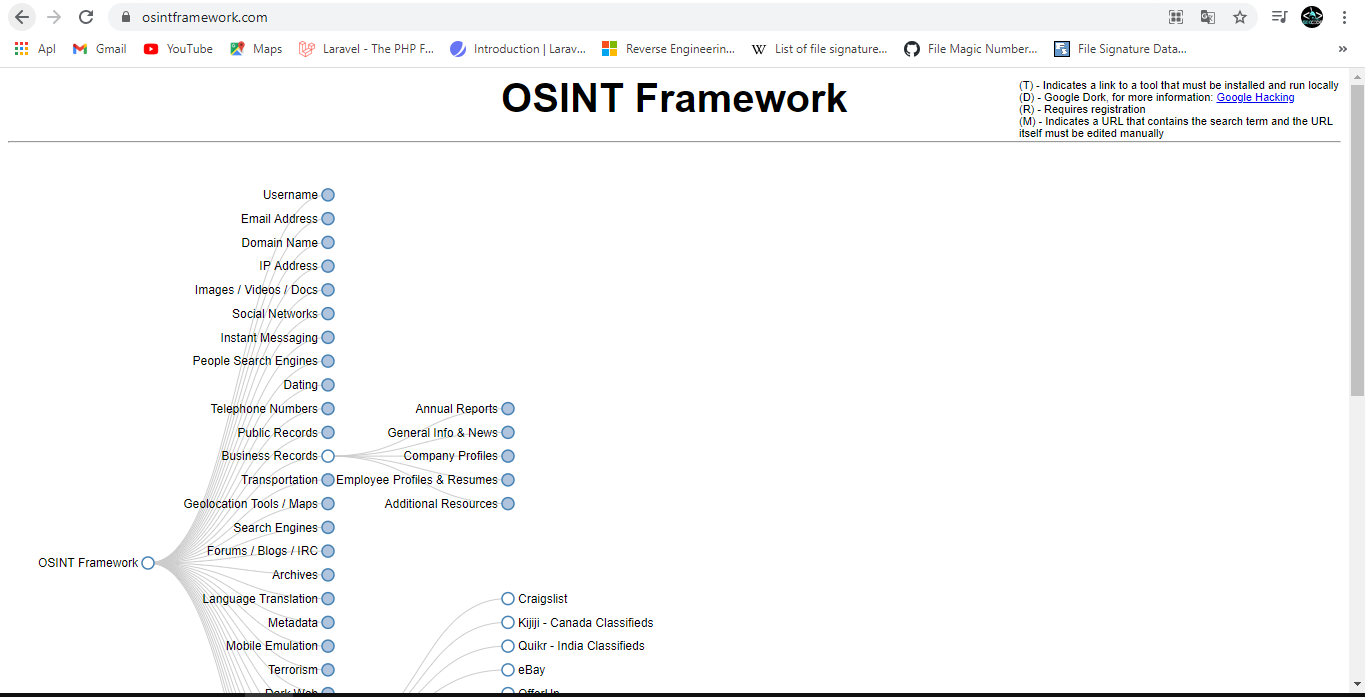 osintframework.com
Apl
Gmail
YouTube
Maps
Laravel - The PHP F...
Introduction | Larav...
Reverse Engineerin...
W List of file signature...
File Magic Number...
File Signature Data...
»
OSINT Framework
(T) - Indicates a link to a tool that must be installed and run locally
(D) - Google Dork, for more information: Google Hacking
(R) - Requires registration
(M) - Indicates a URL that contains the search term and the URL
itself must be edited manually
Username
Email Address
Domain Name
IP Address
Images / Videos / Docs
Social Networks
Instant Messaging
People Search Engines
Dating
Telephone Numbers
Public Records
Business Records
Transportation
Geolocation Tools / Maps
Search Engines
Forums / Blogs / IRC
Archives
Language Translation
Metadata
Mobile Emulation
Terrorism
Dark Web
OSINT Framework
Annual Reports
General Info & News
Company Profiles
Employee Profiles & Resumes
Additional Resources
Craigslist
Kijiji - Canada Classifieds
Quikr - India Classifieds
eBay
OfferUp